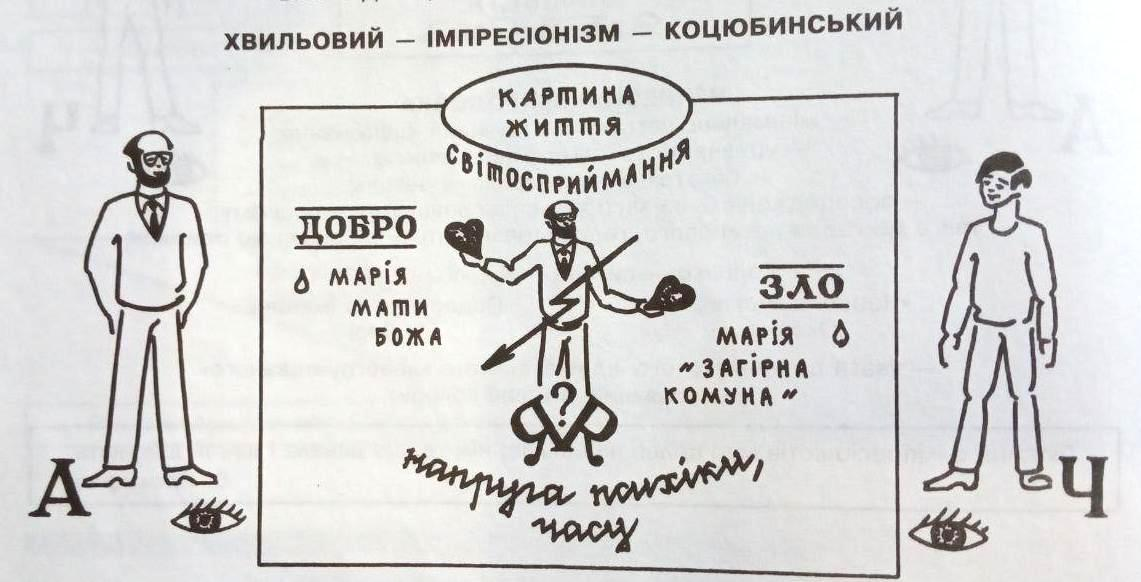 ХВИЛЬОВИЙ – ІМПРЕСІОНІЗМ – КОЦЮБИНСЬКИЙ
КАРТИНА
ЖИТТЯ
СВІТОСПРИЙМАННЯ
ДОБРО
МАРІЯ
МАТИ
БОЖА
ЗЛО
МАРІЯ
"ЗАГІРНА
КОМУНА"
?
напруга психіки,
часу
А
Ч